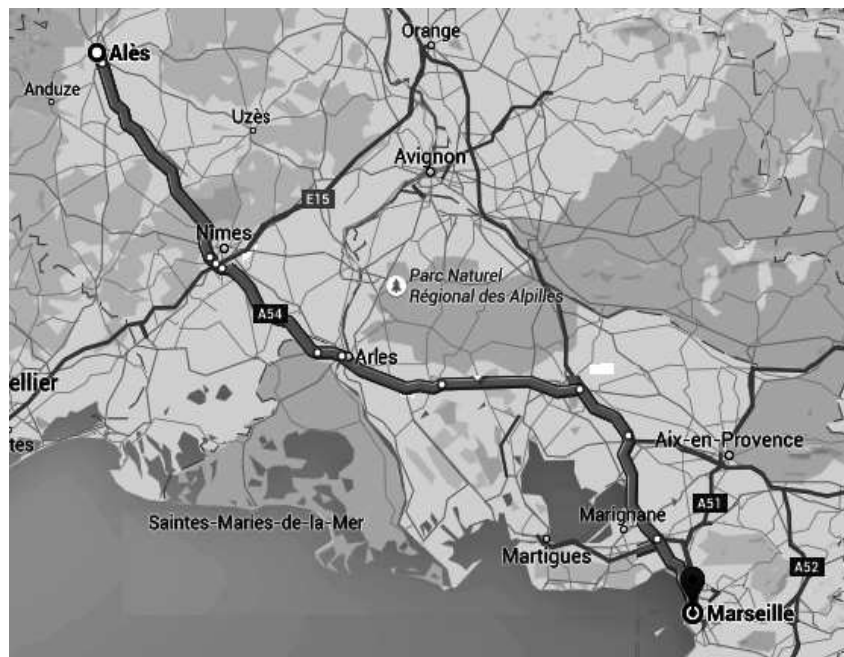 Orange
Alès
Anduze
Uzès
Avignon
E15
Nîmes
Parc Naturel
Régional des Alpilles
A54
Arles
ellier
tes
Aix-en-Provence
A51
Saintes-Maries-de-la-Mer
Marignane
Martigues
A52
Marseille